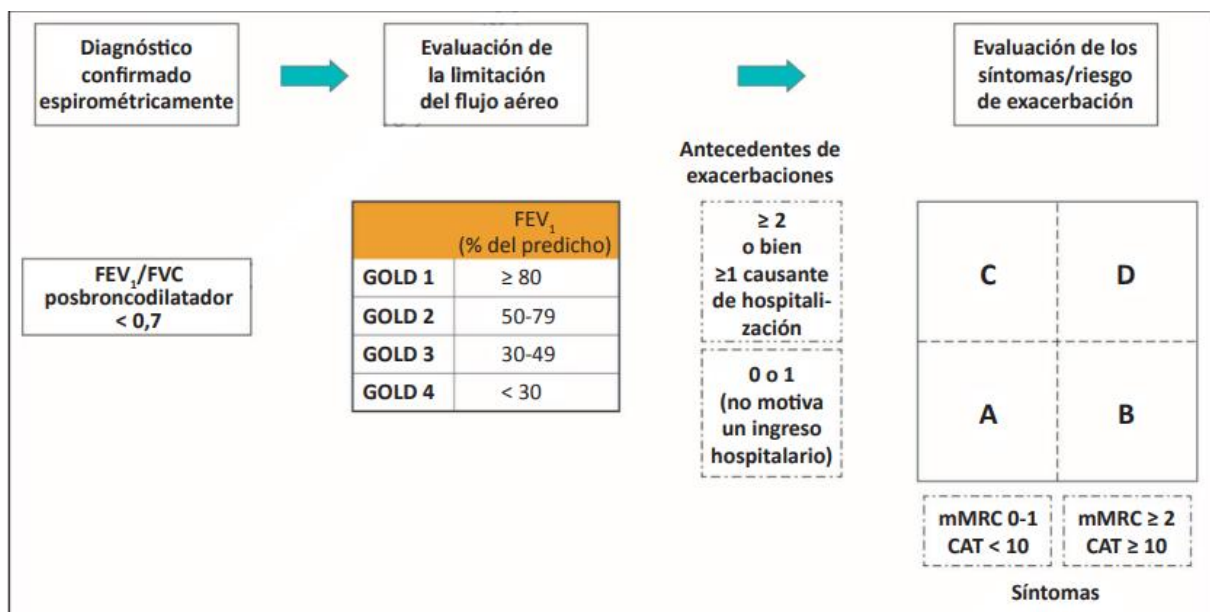 Diagnóstico
confirmado
espirométricamente
Evaluación de
la limitación
del flujo aéreo
Evaluación de los
síntomas/riesgo
de exacerbación
FEV₁/FVC
posbroncodilatador
< 0,7
FEV₁
(% del predicho)
GOLD 1 ≥ 80
GOLD 2 50-79
GOLD 3 30-49
GOLD 4 < 30
Antecedentes de
exacerbaciones
≥ 2
o bien
≥1 causante
de hospitali-
zación
0 o 1
(no motiva
un ingreso
hospitalario)
C D
A B
mMRC 0-1 mMRC ≥ 2
CAT < 10 CAT ≥ 10
Síntomas